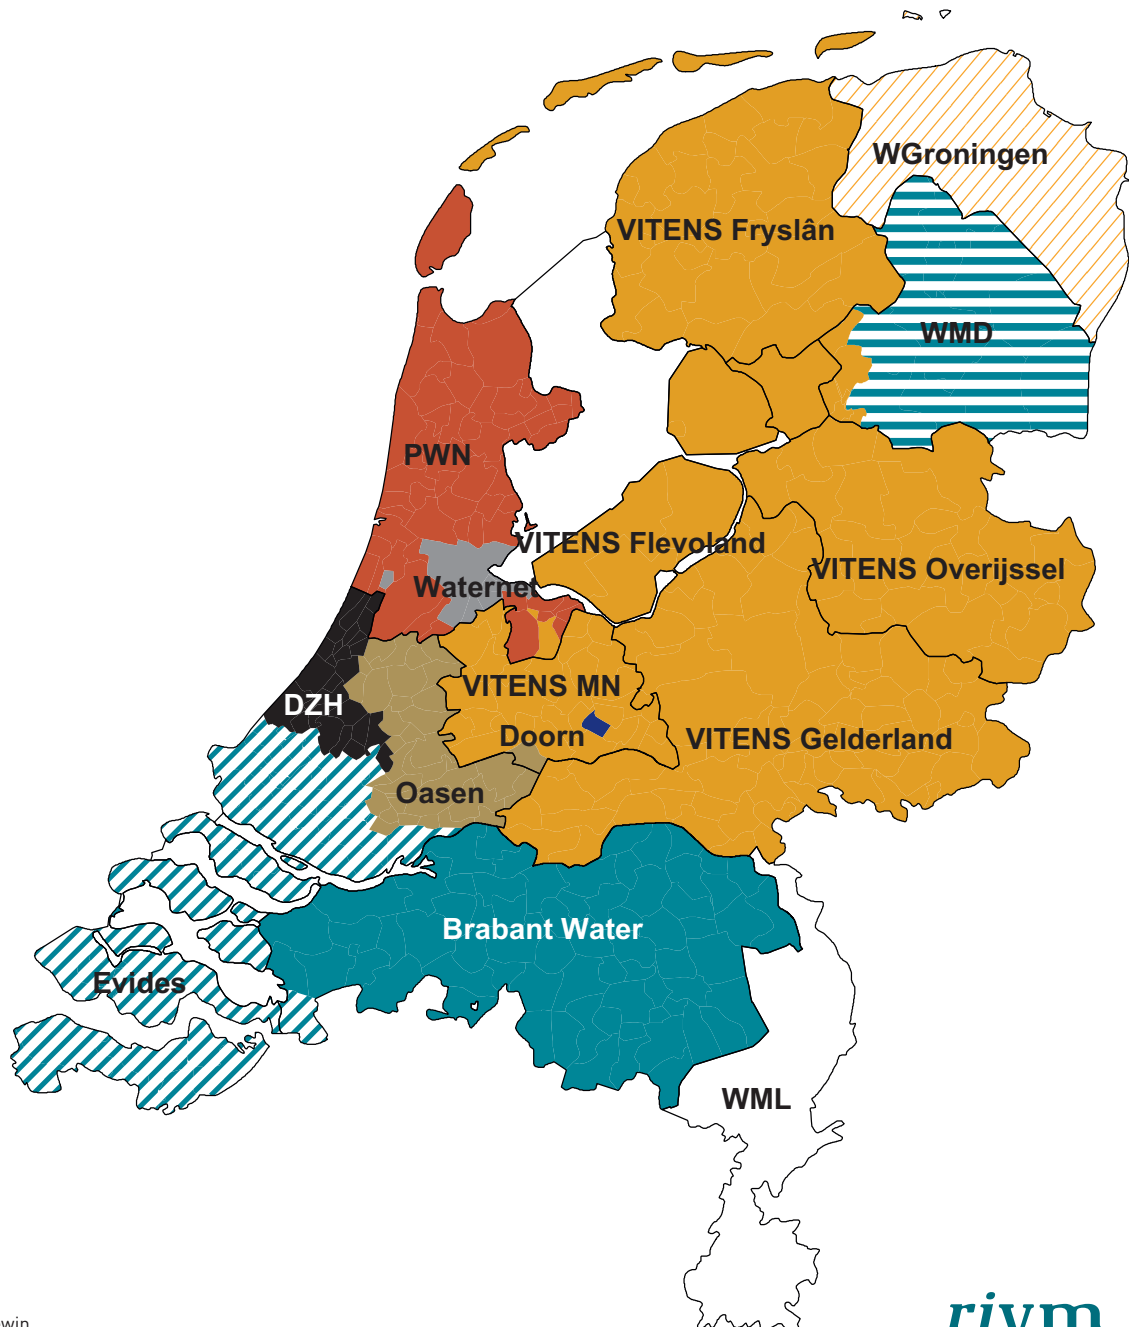 WGroningen
VITENS Fryslân
WMD
PWN
VITENS Flevoland
VITENS Overijssel
Waternet
VITENS MN
DZH
Doorn
VITENS Gelderland
Oasen
Brabant Water
Evides
WML
rivm